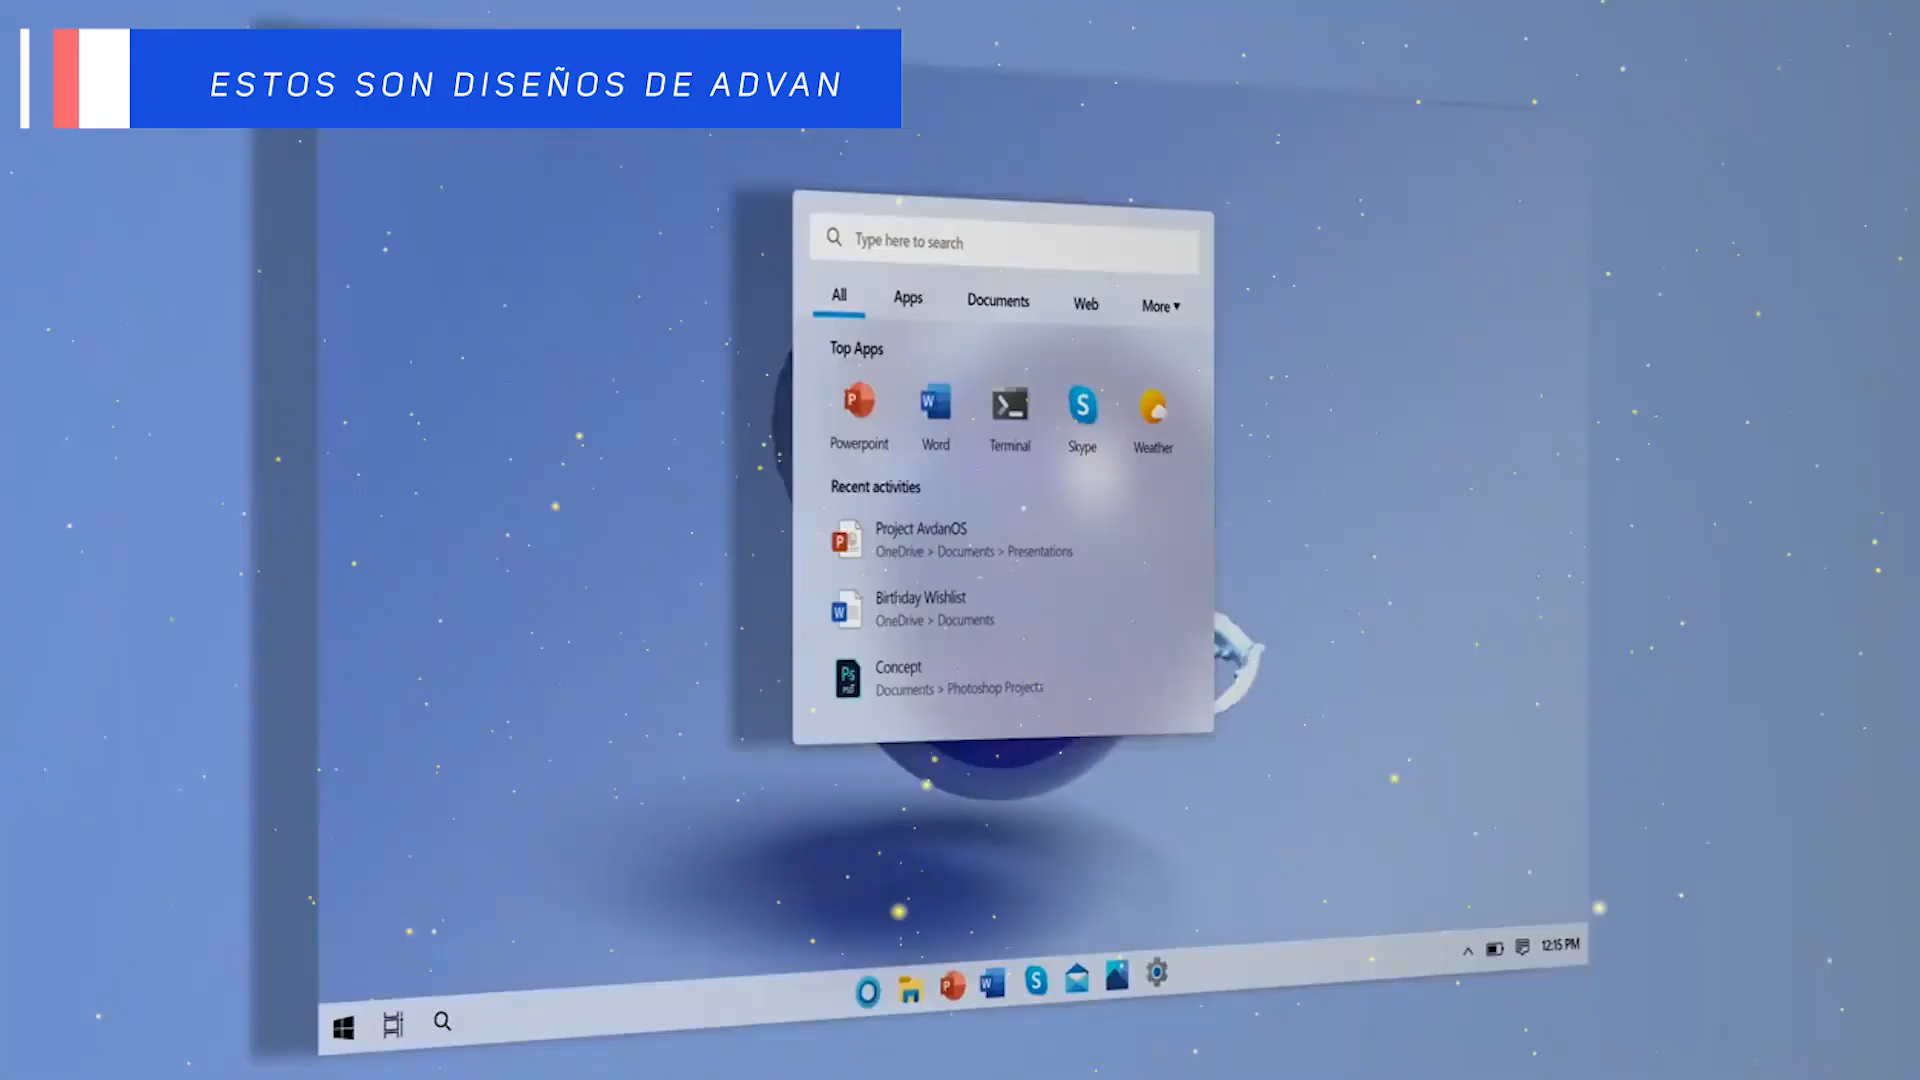 ESTOS SON DISEÑOS DE ADVAN
Type here to search
All Apps Documents Web More
Top Apps
Powerpoint Word Terminal Skype Weather
Recent activities
Project AvdanOS
OneDrive > Documents > Presentations
Birthday Wishlist
OneDrive > Documents
Concept
Documents > Photoshop Projects
12:15 PM